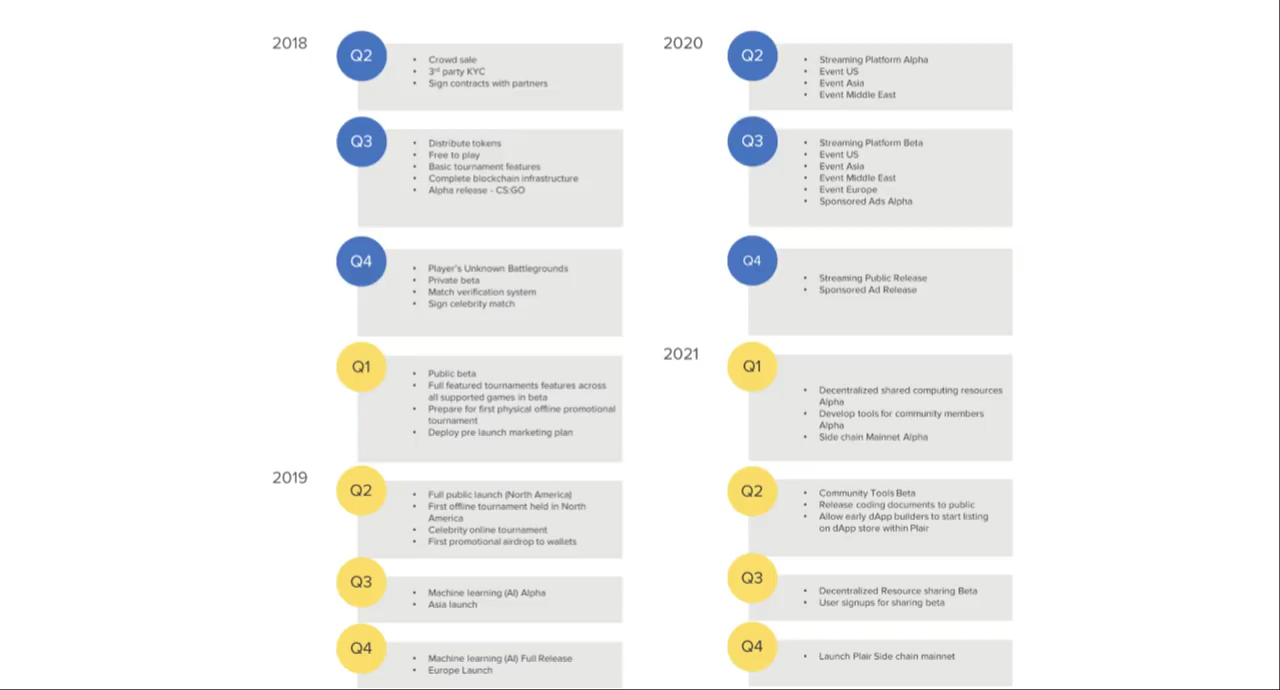 2018
Q2
• Crowd sale
• 3rd party KYC
• Sign contracts with partners
Q3
• Distribute tokens
• Free to play
• Basic tournament features
• Complete blockchain infrastructure
• Alpha release - CS:GO
Q4
• Player's Unknown Battlegrounds
• Private beta
• Match verification system
• Sign celebrity match
Q1
• Public beta
• Full featured tournaments features across
all supported games in beta
• Prepare for first physical offline promotional
tournament
• Deploy pre launch marketing plan
2019
Q2
• Full public launch (North America)
• First offline tournament held in North
America
• Celebrity online tournament
• First promotional airdrop to wallets
Q3
• Machine learning (AI) Alpha
• Asia launch
Q4
• Machine learning (AI) Full Release
• Europe Launch
2020
Q2
• Streaming Platform Alpha
• Event US
• Event Asia
• Event Middle East
Q3
• Streaming Platform Beta
• Event US
• Event Asia
• Event Middle East
• Event Europe
• Sponsored Ads Alpha
Q4
• Streaming Public Release
• Sponsored Ad Release
2021
Q1
• Decentralized shared computing resources
Alpha
• Develop tools for community members
Alpha
• Side chain Mainnet Alpha
Q2
• Community Tools Beta
• Release coding documents to public
• Allow early dApp builders to start listing
on dApp store within Plair
Q3
• Decentralized Resource sharing Beta
• User signups for sharing beta
Q4
• Launch Plair Side chain mainnet